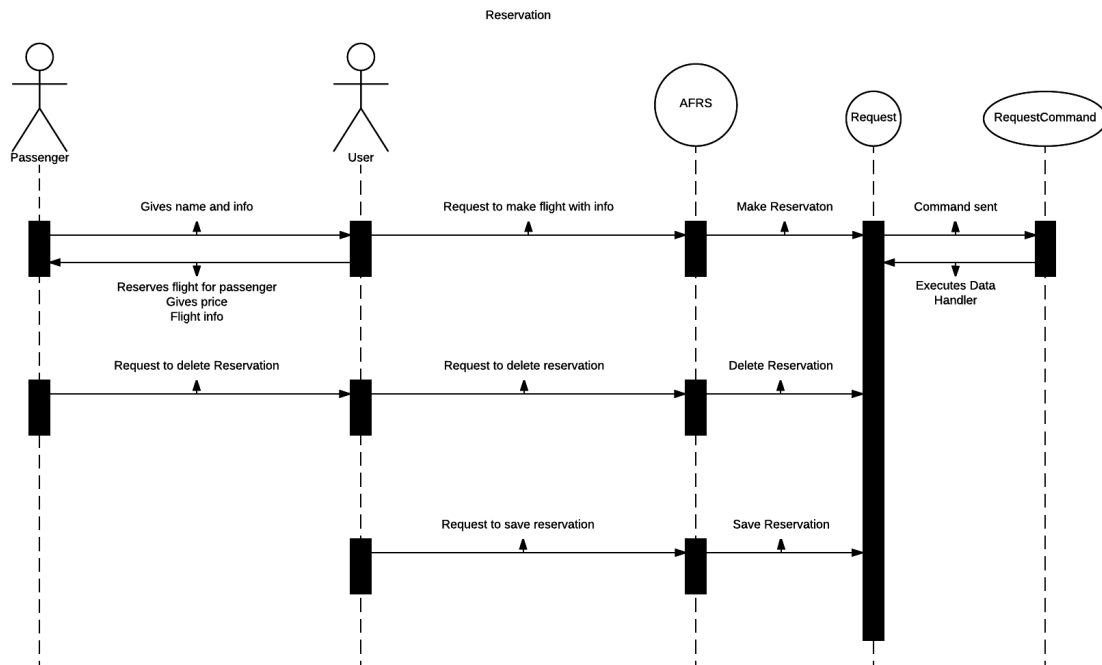 Reservation
AFRS
Request
RequestCommand
Passenger
User
Gives name and info
Request to make flight with info
Make Reservaton
Command sent
Reserves flight for passenger
Gives price
Flight info
Executes Data
Handler
Request to delete Reservation
Request to delete reservation
Delete Reservation
Request to save reservation
Save Reservation